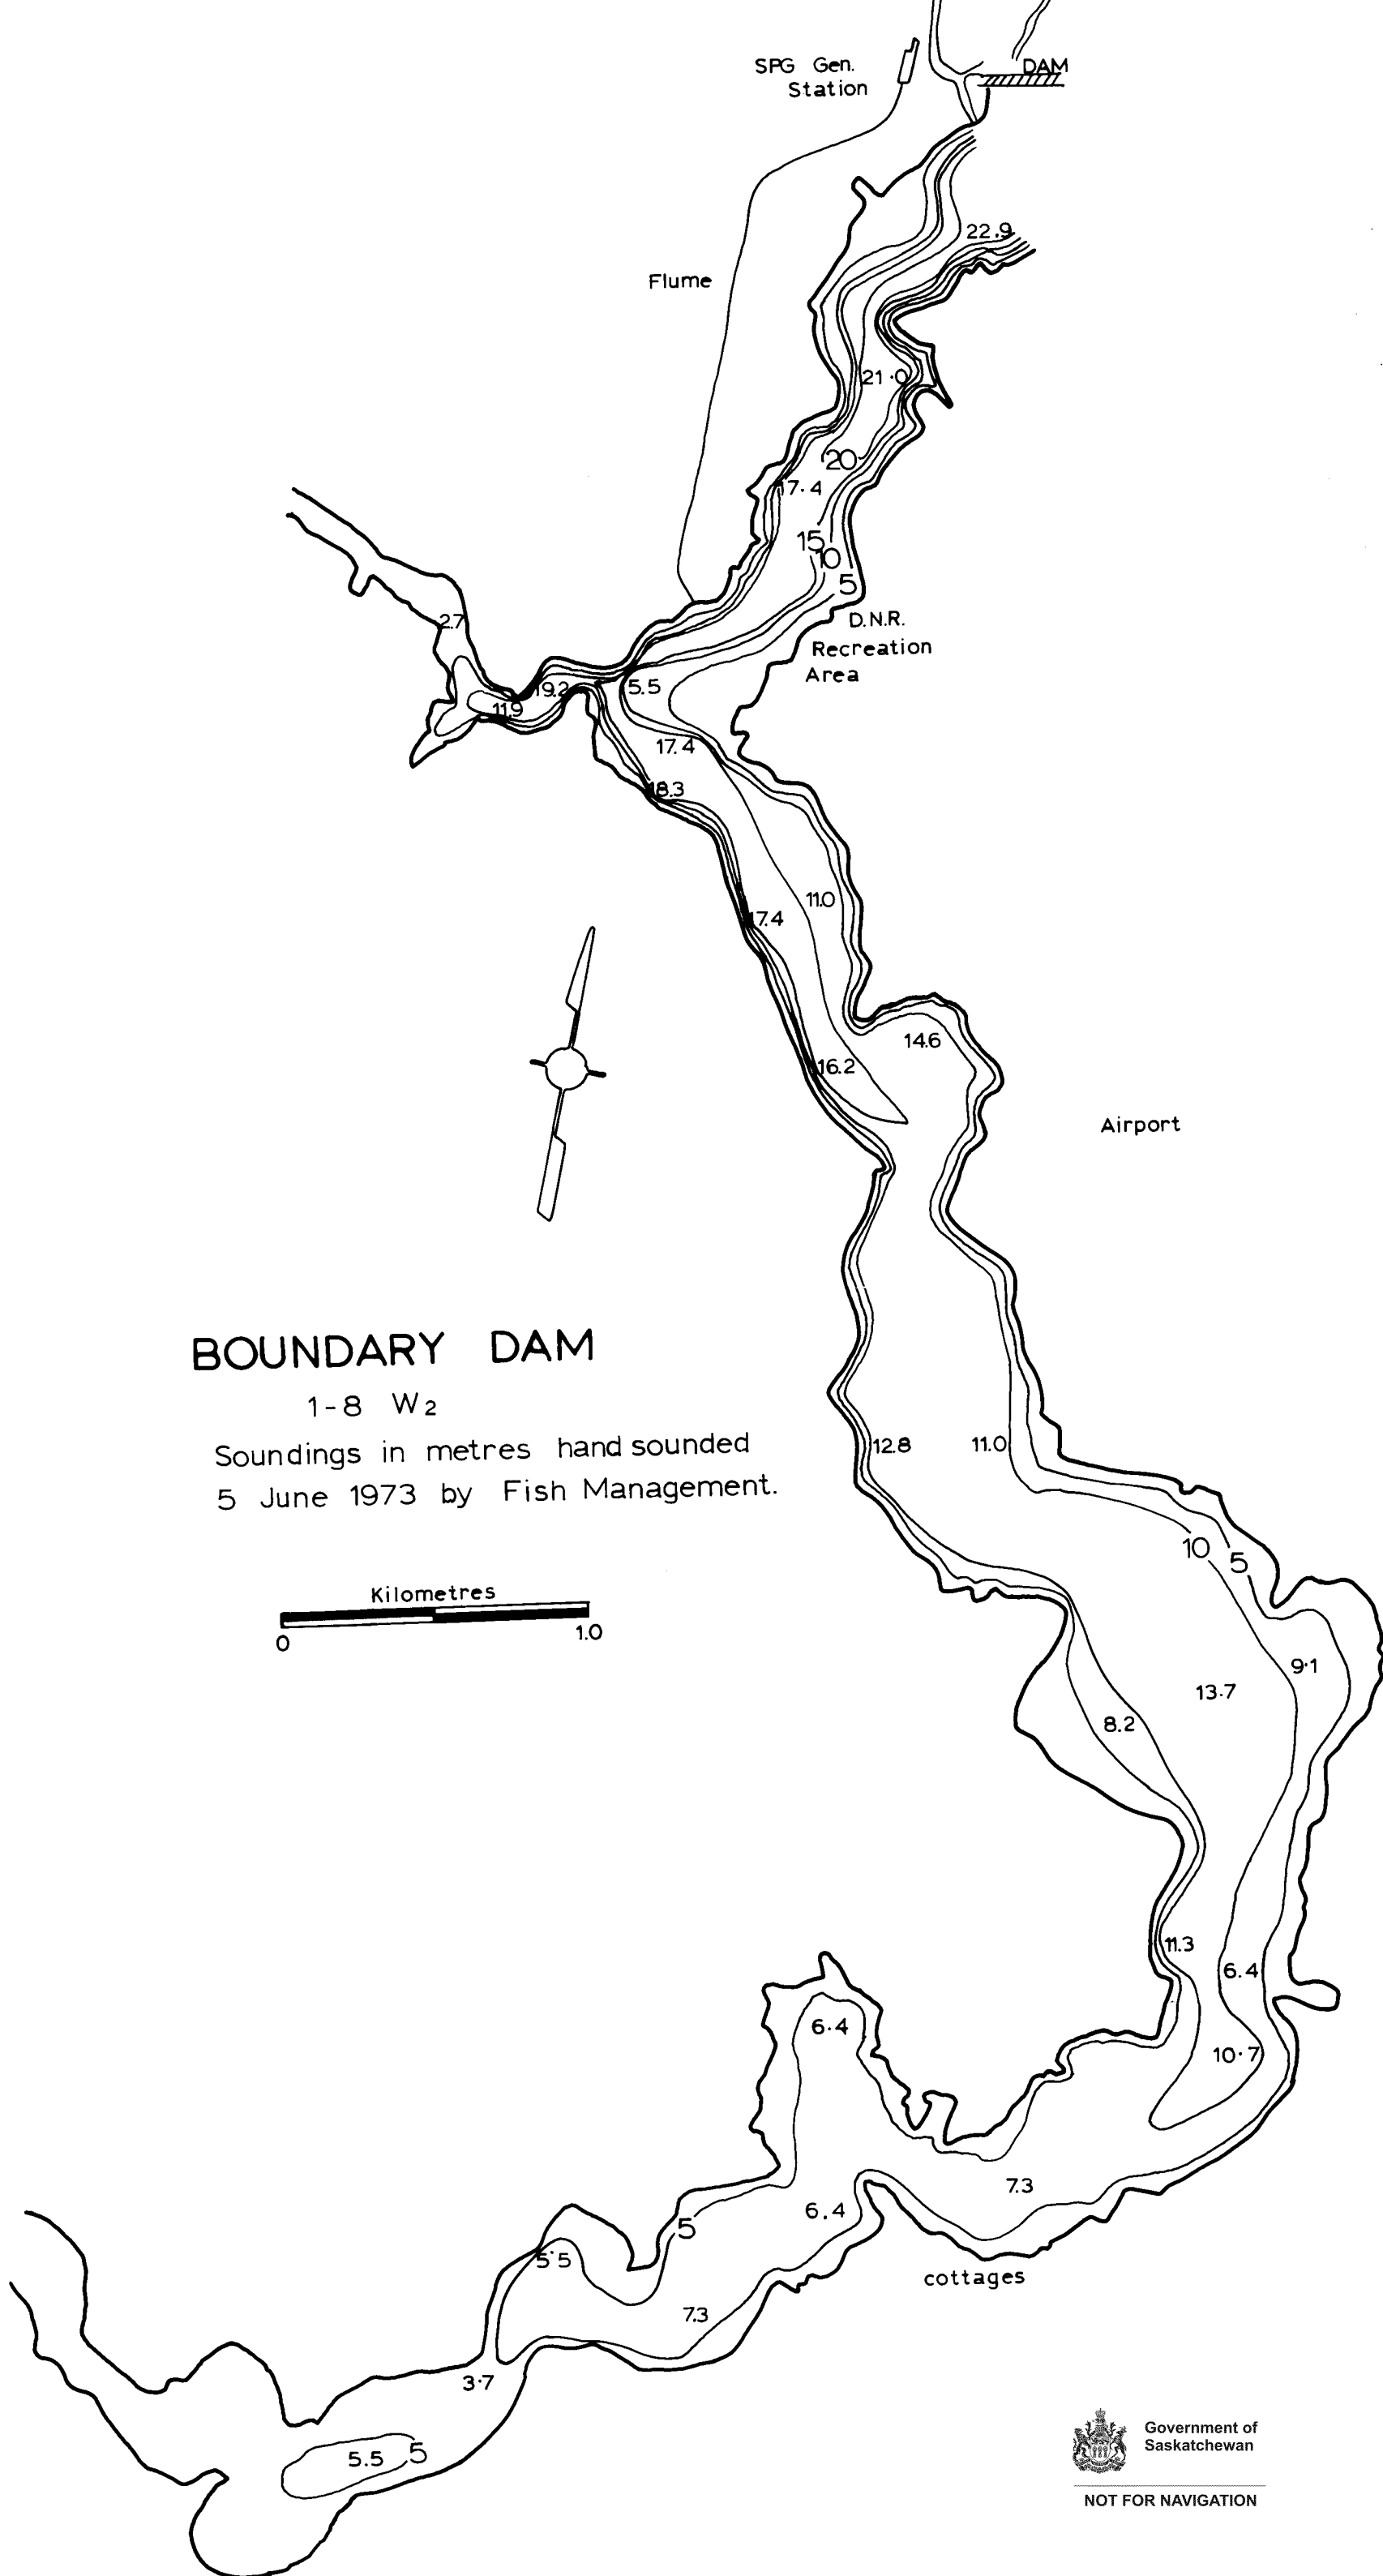 SPG Gen.
Station
DAM
22.9
Flume
21.0
20
17.4
15
10
5
D.N.R.
Recreation
Area
2.7
19.2
5.5
11.9
17.4
18.3
11.0
17.4
14.6
16.2
Airport
BOUNDARY DAM
1-8 W2
Soundings in metres hand sounded
5 June 1973 by Fish Management.
12.8
11.0
10
5
Kilometres
0
1.0
9.1
13.7
8.2
11.3
6.4
6.4
10.7
7.3
6.4
5
5.5
cottages
7.3
3.7
5.5
5
Government of
Saskatchewan
NOT FOR NAVIGATION